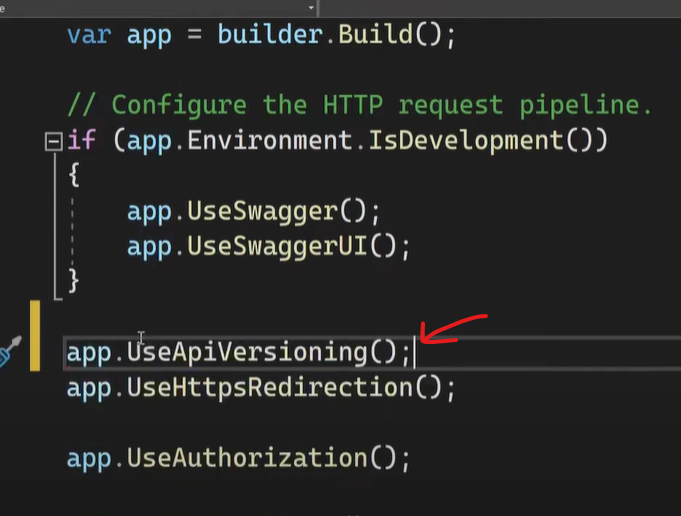 e
var app = builder.Build();
// Configure the HTTP request pipeline.
if (app.Environment.IsDevelopment())
{
app.UseSwagger();
app.UseSwaggerUI();
}
app.UseApiVersioning();
app.UseHttpsRedirection();
app.UseAuthorization();